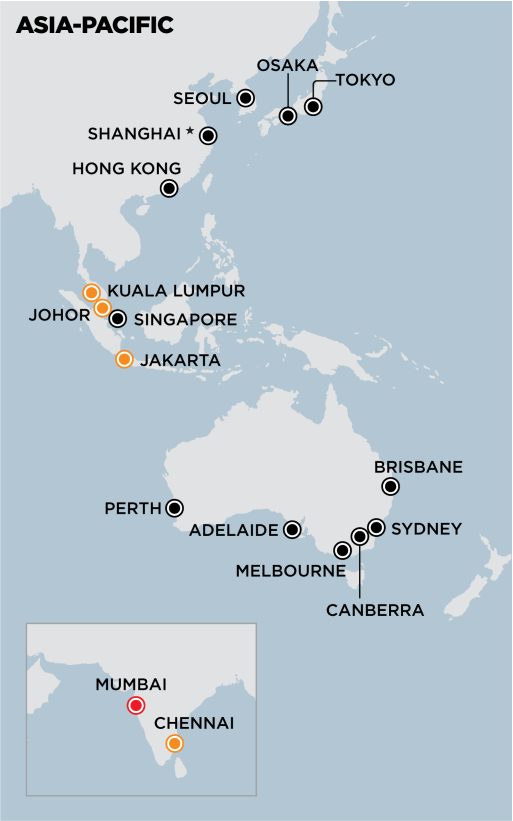 ASIA-PACIFIC
OSAKA
TOKYO
SEOUL
SHANGHAI ★
HONG KONG
KUALA LUMPUR
JOHOR
SINGAPORE
JAKARTA
BRISBANE
PERTH
ADELAIDE
SYDNEY
MELBOURNE
CANBERRA
MUMBAI
CHENNAI